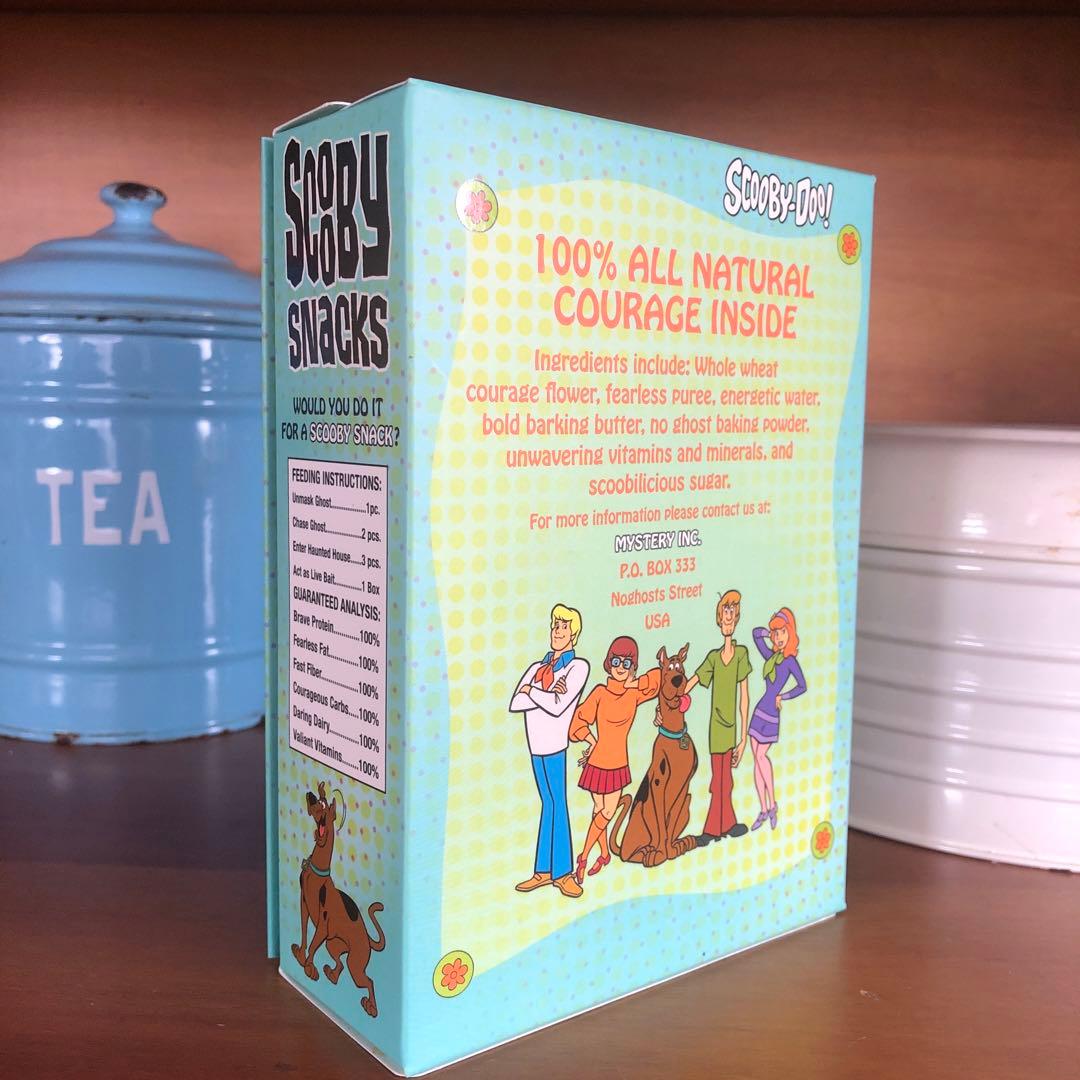 TEA
SCOOBY
SNACKS
WOULD YOU DO IT
FOR A SCOOBY SNACK?
FEEDING INSTRUCTIONS:
Unmask Ghost..............1pc.
Chase Ghost..............2 pcs.
Enter Haunted House.....3 pcs.
Act as Live Bait...........1 Box
GUARANTEED ANALYSIS:
Brave Protein..........100%
Fearless Fat...........100%
Fast Fiber..............100%
Courageous Carbs.....100%
Daring Dairy...........100%
Valiant Vitamins........100%
SCOOBY-DOO!
100% ALL NATURAL
COURAGE INSIDE
Ingredients include: Whole wheat
courage flower, fearless puree, energetic water,
bold barking butter, no ghost baking powder,
unwavering vitamins and minerals, and
scoobilicious sugar.
For more information please contact us at:
MYSTERY INC.
P.O. BOX 333
Noghosts Street
USA